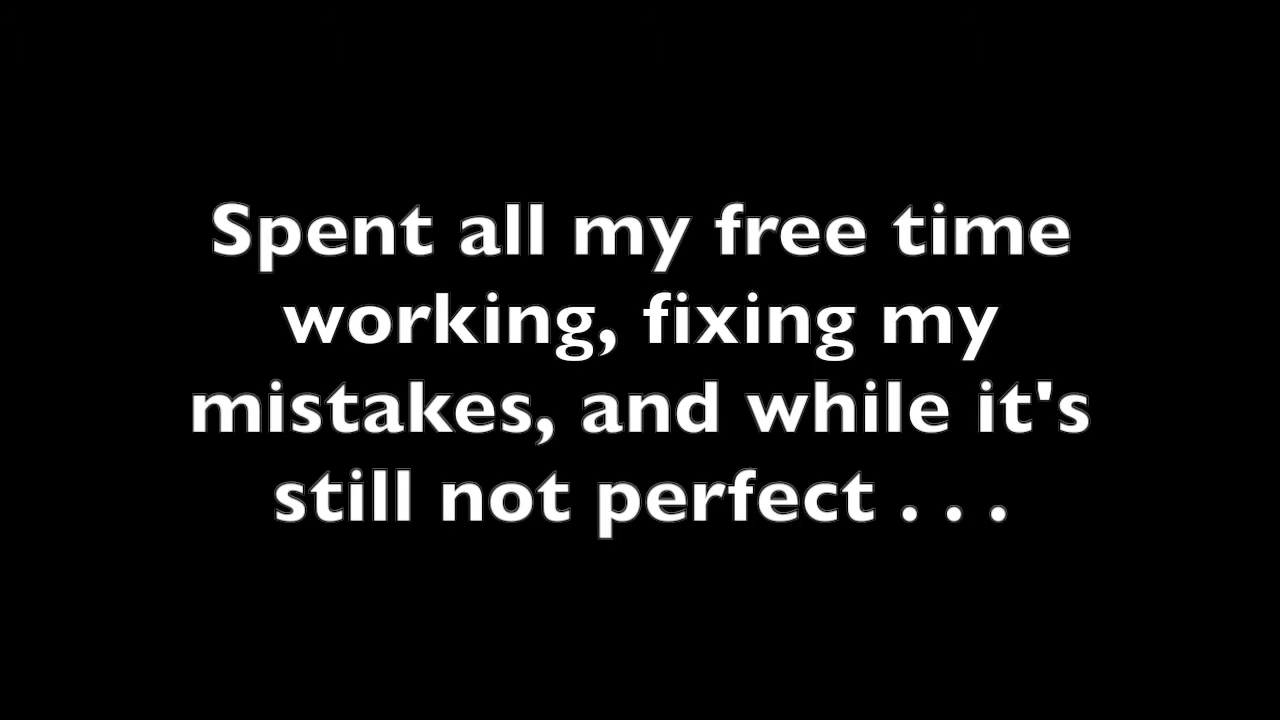 Spent all my free time
working, fixing my
mistakes, and while it's
still not perfect . . .